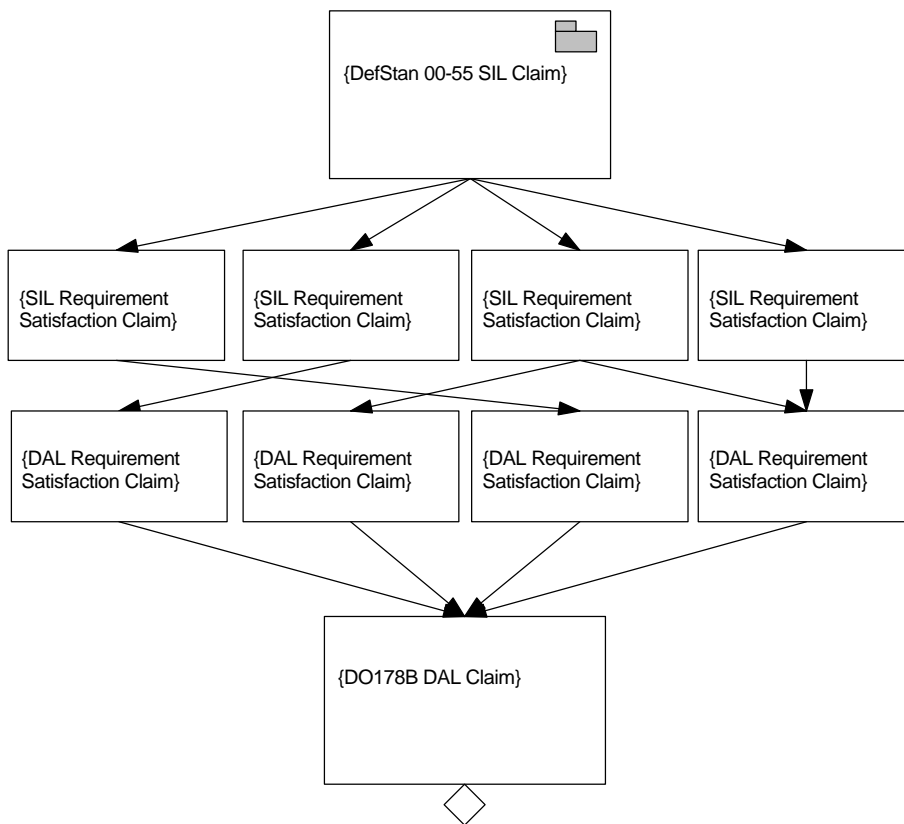 {DefStan 00-55 SIL Claim}
{SIL Requirement
Satisfaction Claim}
{SIL Requirement
Satisfaction Claim}
{SIL Requirement
Satisfaction Claim}
{SIL Requirement
Satisfaction Claim}
{DAL Requirement
Satisfaction Claim}
{DAL Requirement
Satisfaction Claim}
{DAL Requirement
Satisfaction Claim}
{DAL Requirement
Satisfaction Claim}
{DO178B DAL Claim}